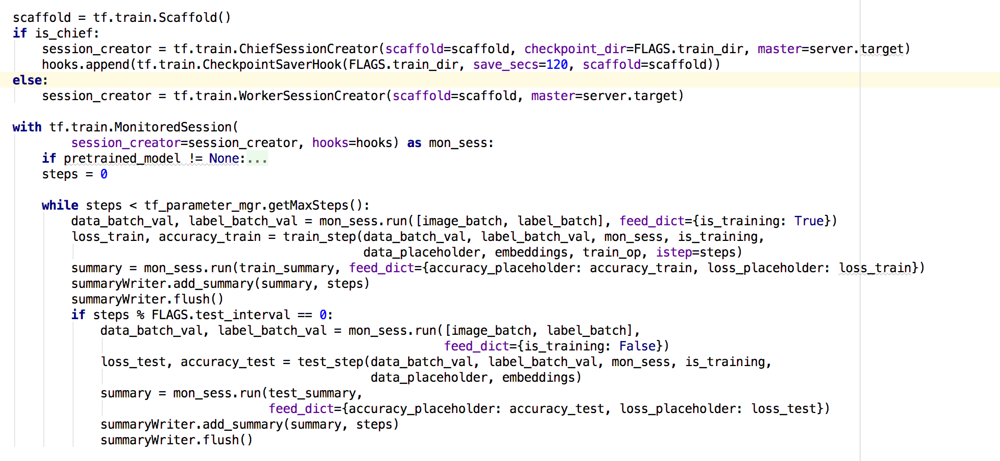 scaffold = tf.train.Scaffold()
if is_chief:
    session_creator = tf.train.ChiefSessionCreator(scaffold=scaffold, checkpoint_dir=FLAGS.train_dir, master=server.target)
    hooks.append(tf.train.CheckpointSaverHook(FLAGS.train_dir, save_secs=120, scaffold=scaffold))
else:
    session_creator = tf.train.WorkerSessionCreator(scaffold=scaffold, master=server.target)

with tf.train.MonitoredSession(
        session_creator=session_creator, hooks=hooks) as mon_sess:
    if pretrained_model != None:...
    steps = 0

    while steps < tf_parameter_mgr.getMaxSteps():
        data_batch_val, label_batch_val = mon_sess.run([image_batch, label_batch], feed_dict={is_training: True})
        loss_train, accuracy_train = train_step(data_batch_val, label_batch_val, mon_sess, is_training,
                                                data_placeholder, embeddings, train_op, istep=steps)
        summary = mon_sess.run(train_summary, feed_dict={accuracy_placeholder: accuracy_train, loss_placeholder: loss_train})
        summaryWriter.add_summary(summary, steps)
        summaryWriter.flush()
        if steps % FLAGS.test_interval == 0:
            data_batch_val, label_batch_val = mon_sess.run([image_batch, label_batch],
                                                           feed_dict={is_training: False})
            loss_test, accuracy_test = test_step(data_batch_val, label_batch_val, mon_sess, is_training,
                                                 data_placeholder, embeddings)
            summary = mon_sess.run(test_summary,
                                   feed_dict={accuracy_placeholder: accuracy_test, loss_placeholder: loss_test})
            summaryWriter.add_summary(summary, steps)
            summaryWriter.flush()